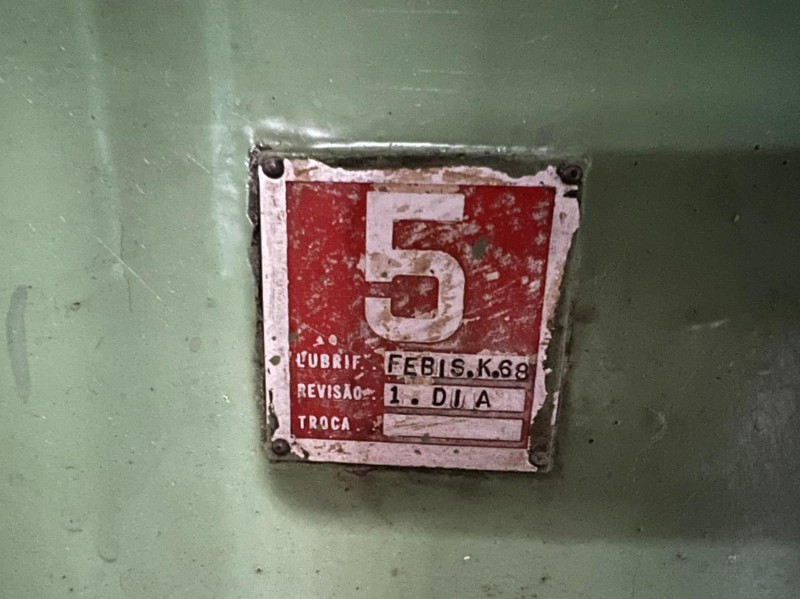 5
LUBRIF. FEBIS.K.68
REVISÃO 1. DIA
TROCA